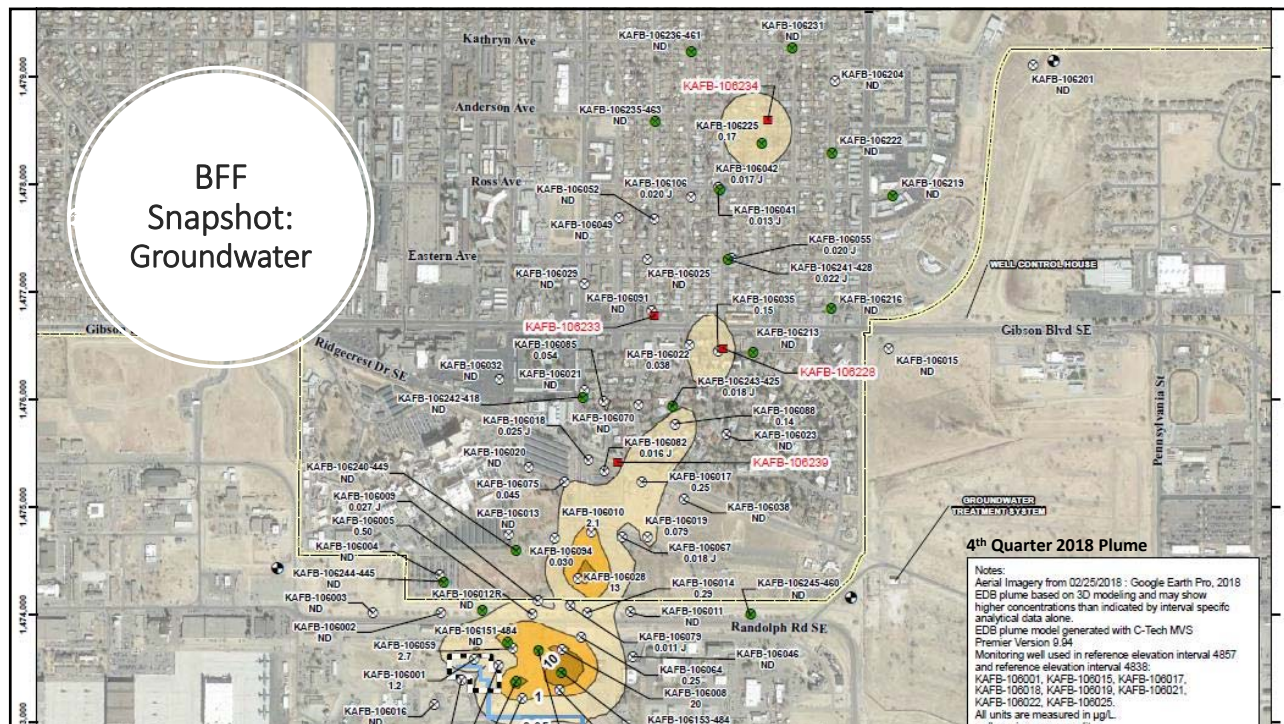 BFF
Snapshot:
Groundwater
Kathryn Ave
KAFB-106236-461
ND
KAFB-106231
ND
KAFB-106204
ND
KAFB-106201
ND
1,479,000
KAFB-106234
Anderson Ave
KAFB-106235-463
ND
KAFB-106225
0.17
KAFB-106222
ND
1,478,000
Ross Ave
KAFB-106052
ND
KAFB-106106
0.020 J
KAFB-106042
0.017 J
KAFB-106219
ND
KAFB-106049
ND
KAFB-106041
0.013 J
Eastern Ave
KAFB-106055
0.020 J
KAFB-106029
ND
KAFB-106025
ND
KAFB-106241-428
0.022 J
WELL CONTROL HOUSE
1,477,000
KAFB-106091
ND
KAFB-106035
0.15
KAFB-106216
ND
Gibson
KAFB-106233
KAFB-106213
ND
Gibson Blvd SE
Ridgecrest Dr SE
KAFB-106085
0.054
KAFB-106022
0.038
KAFB-106015
ND
KAFB-106032
ND
KAFB-106021
ND
KAFB-106228
KAFB-106243-425
0.018 J
Pennsylvania St
1,476,000
KAFB-106242-418
ND
KAFB-106070
ND
KAFB-106088
0.14
KAFB-106018
0.025 J
KAFB-106082
0.016 J
KAFB-106023
ND
KAFB-106020
ND
KAFB-106239
KAFB-106240-449
ND
KAFB-106075
0.045
KAFB-106017
0.25
KAFB-106009
0.027 J
KAFB-106013
ND
KAFB-106010
2.1
KAFB-106038
ND
GROUNDWATER
TREATMENT SYSTEM
1,475,000
KAFB-106005
0.50
KAFB-106019
0.079
KAFB-106004
ND
KAFB-106094
0.030
KAFB-106067
0.018 J
KAFB-106244-445
ND
KAFB-106028
13
KAFB-106014
0.29
KAFB-106245-460
ND
KAFB-106003
ND
KAFB-106012R
ND
KAFB-106011
ND
1,474,000
KAFB-106002
ND
Randolph Rd SE
KAFB-106151-484
ND
KAFB-106079
0.011 J
KAFB-106059
2.7
KAFB-106046
ND
10
KAFB-106001
1.2
KAFB-106064
0.25
1
KAFB-106008
20
KAFB-106016
ND
KAFB-106153-484
4th Quarter 2018 Plume
Notes:
Aerial Imagery from 02/25/2018 : Google Earth Pro, 2018
EDB plume based on 3D modeling and may show
higher concentrations than indicated by interval specifc
analytical data alone.
EDB plume model generated with C-Tech MVS
Premier Version 9.94
Monitoring well used in reference elevation interval 4857
and reference elevation interval 4838:
KAFB-106001, KAFB-106015, KAFB-106017,
KAFB-106018, KAFB-106019, KAFB-106021,
KAFB-106022, KAFB-106025.
All units are measured in µg/L.